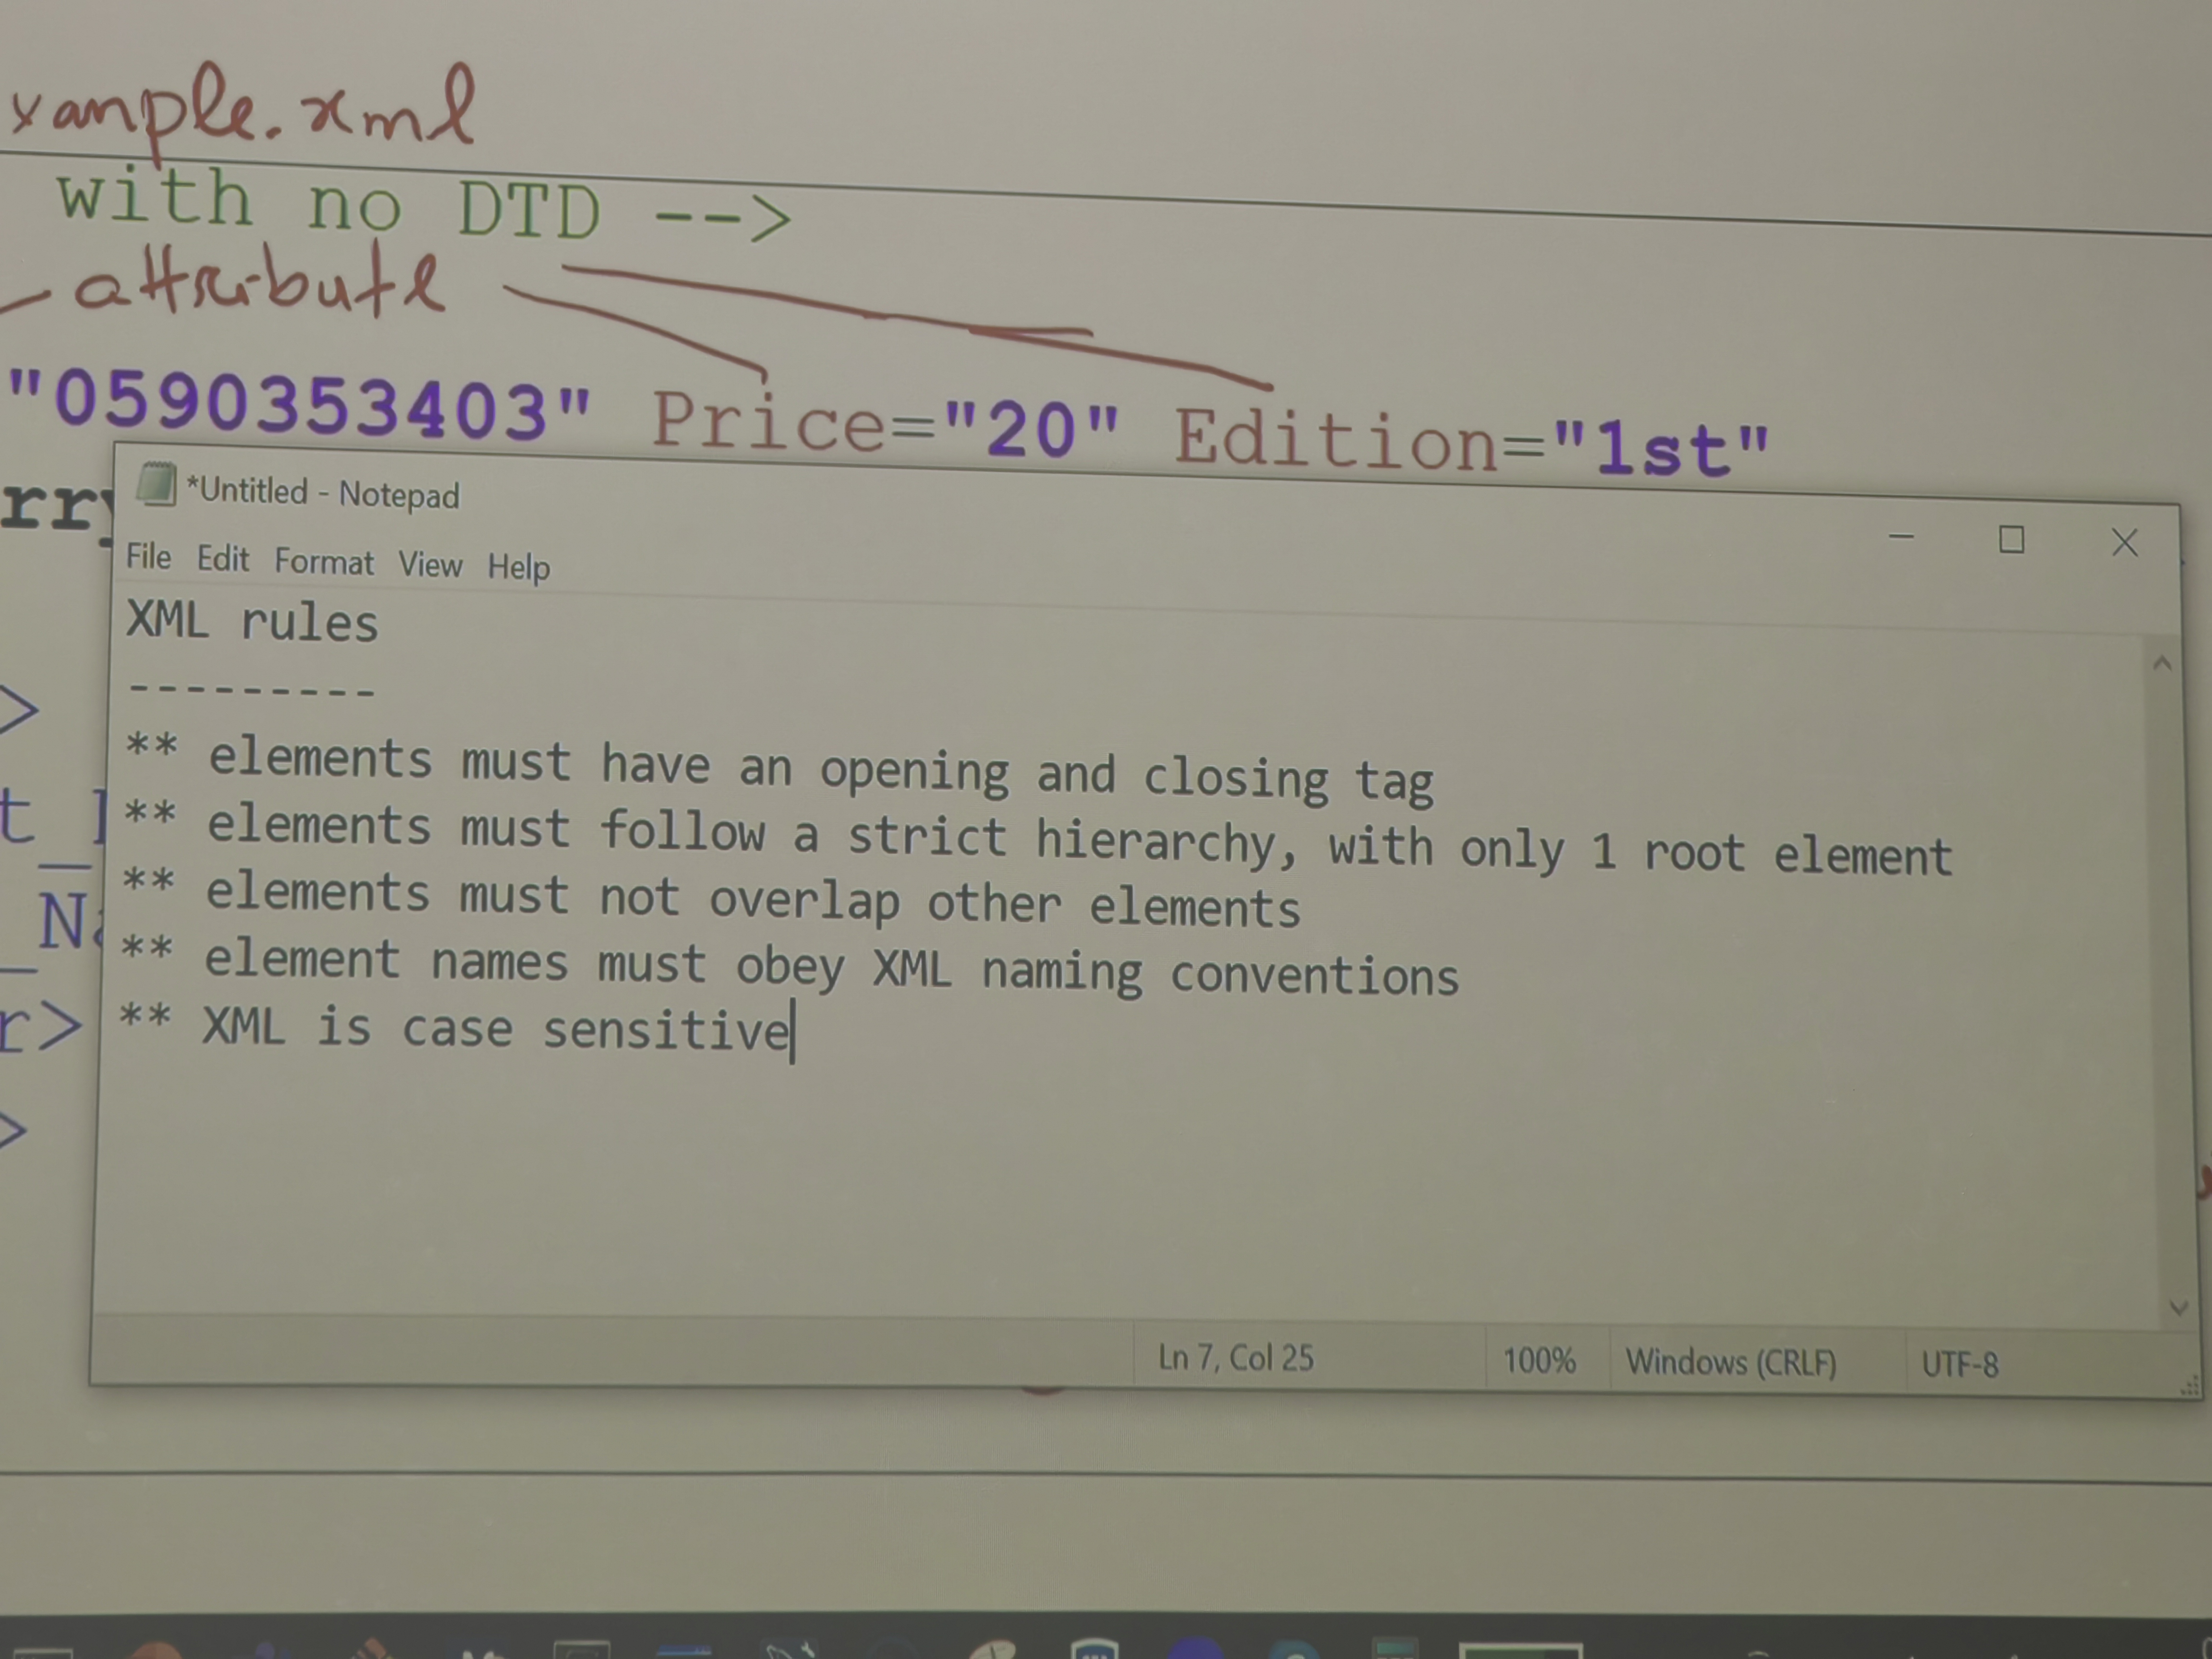 xample.xml
with no DTD -->
attribute
"0590353403" Price="20" Edition="1st"
*Untitled - Notepad
File Edit Format View Help
XML rules
---------
** elements must have an opening and closing tag
** elements must follow a strict hierarchy, with only 1 root element
** elements must not overlap other elements
** element names must obey XML naming conventions
** XML is case sensitive
Ln 7, Col 25 100% Windows (CRLF) UTF-8